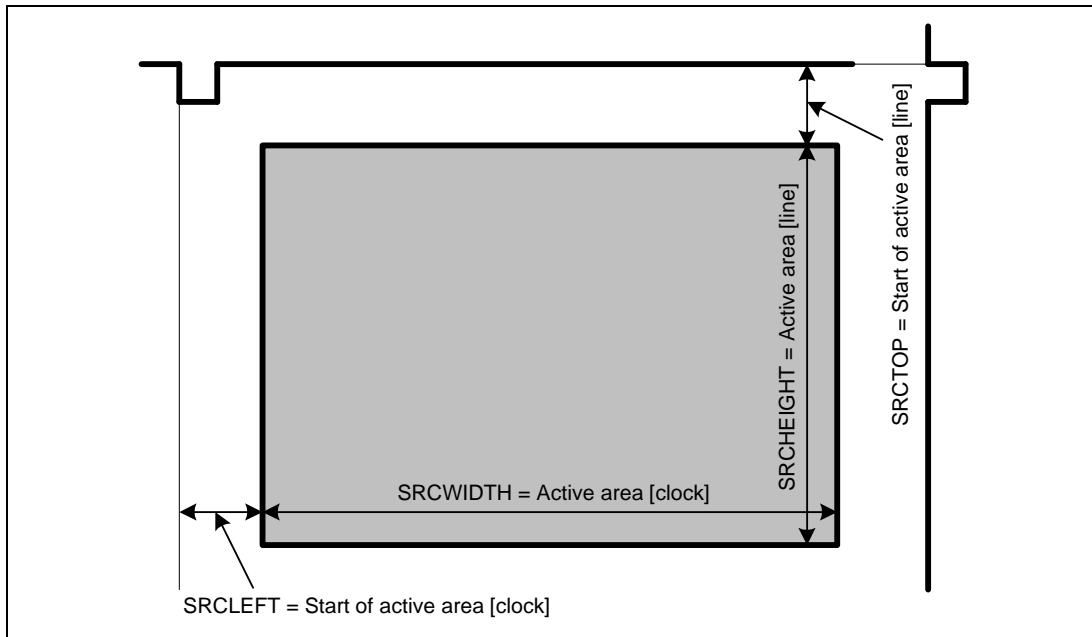 SRCTOP = Start of active area [line]
SRCHEIGHT = Active area [line]
SRCWIDTH = Active area [clock]
SRCLEFT = Start of active area [clock]